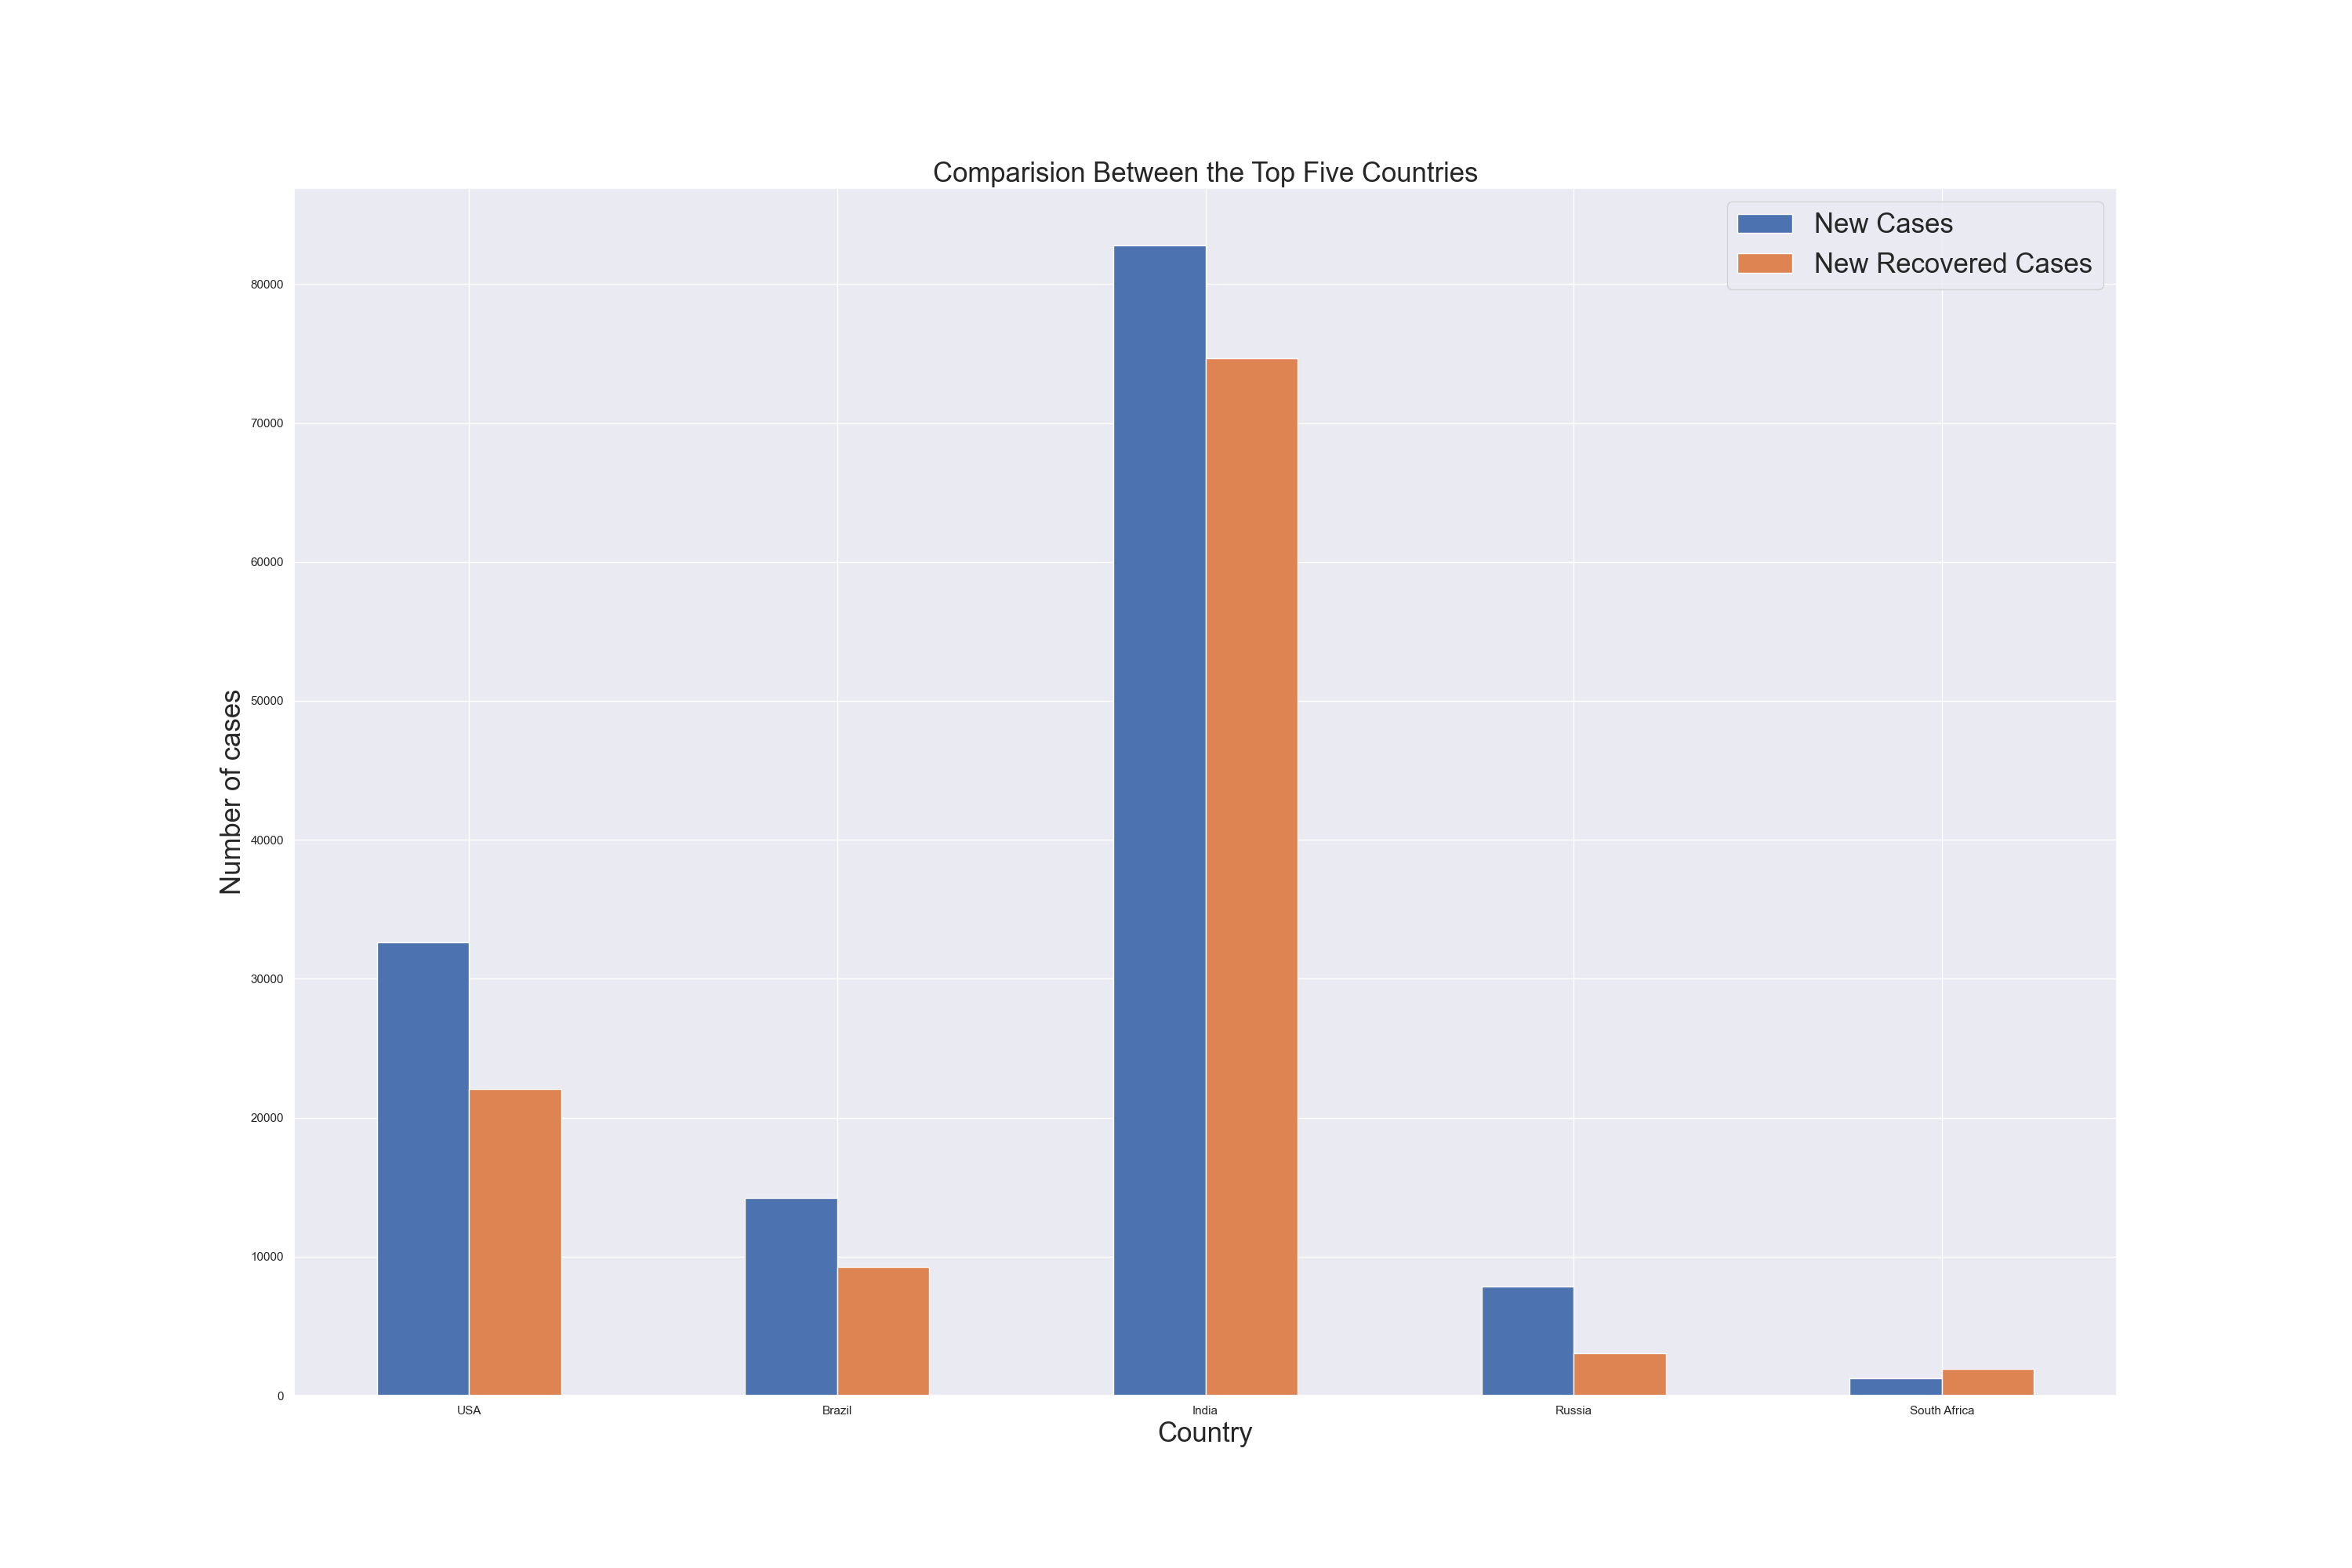 Comparision Between the Top Five Countries
New Cases
New Recovered Cases
80000
70000
60000
50000
40000
30000
20000
10000
0
Number of cases
USA
Brazil
India
Russia
South Africa
Country